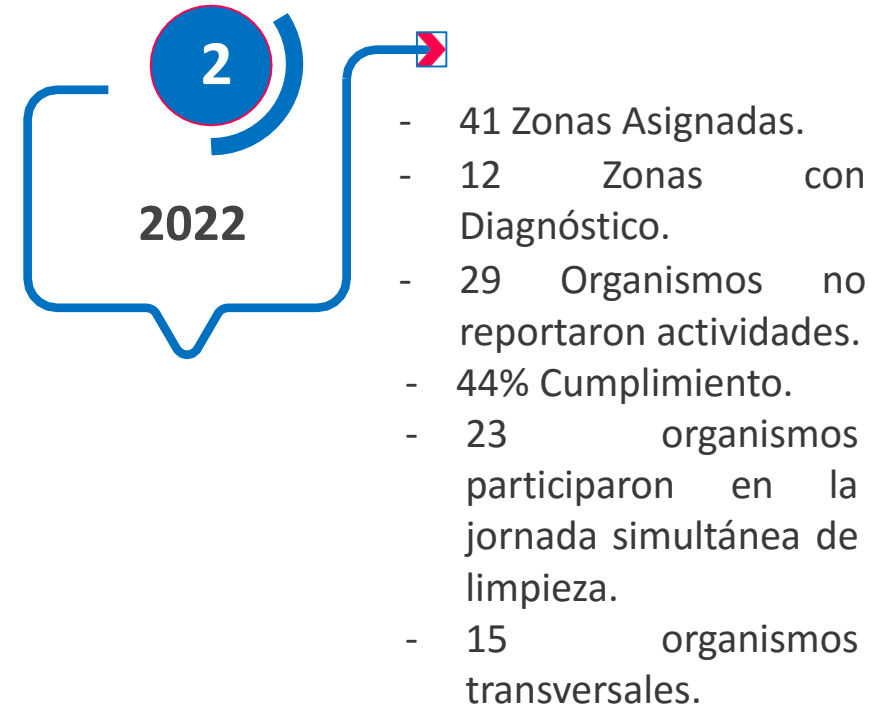 2
2022
- 41 Zonas Asignadas.
- 12 Zonas con
Diagnóstico.
- 29 Organismos no
reportaron actividades.
- 44% Cumplimiento.
- 23 organismos
participaron en la
jornada simultánea de
limpieza.
- 15 organismos
transversales.